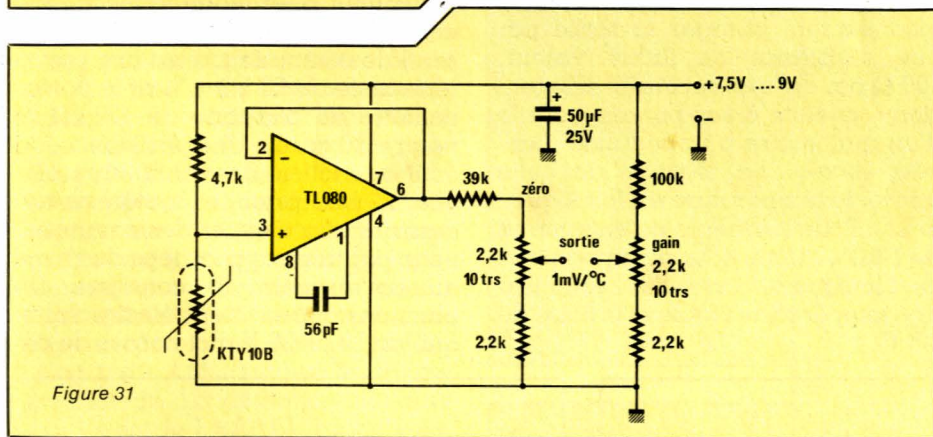 + 7,5V .... 9V
+
50µF
25V
-
4,7k
2
-
TL080
7
6
39k
zéro
100k
3
+
1
4
8
56pF
2,2k
10 trs
sortie
1mV/°C
gain
2,2k
10 trs
KTY10B
2,2k
2,2k
Figure 31